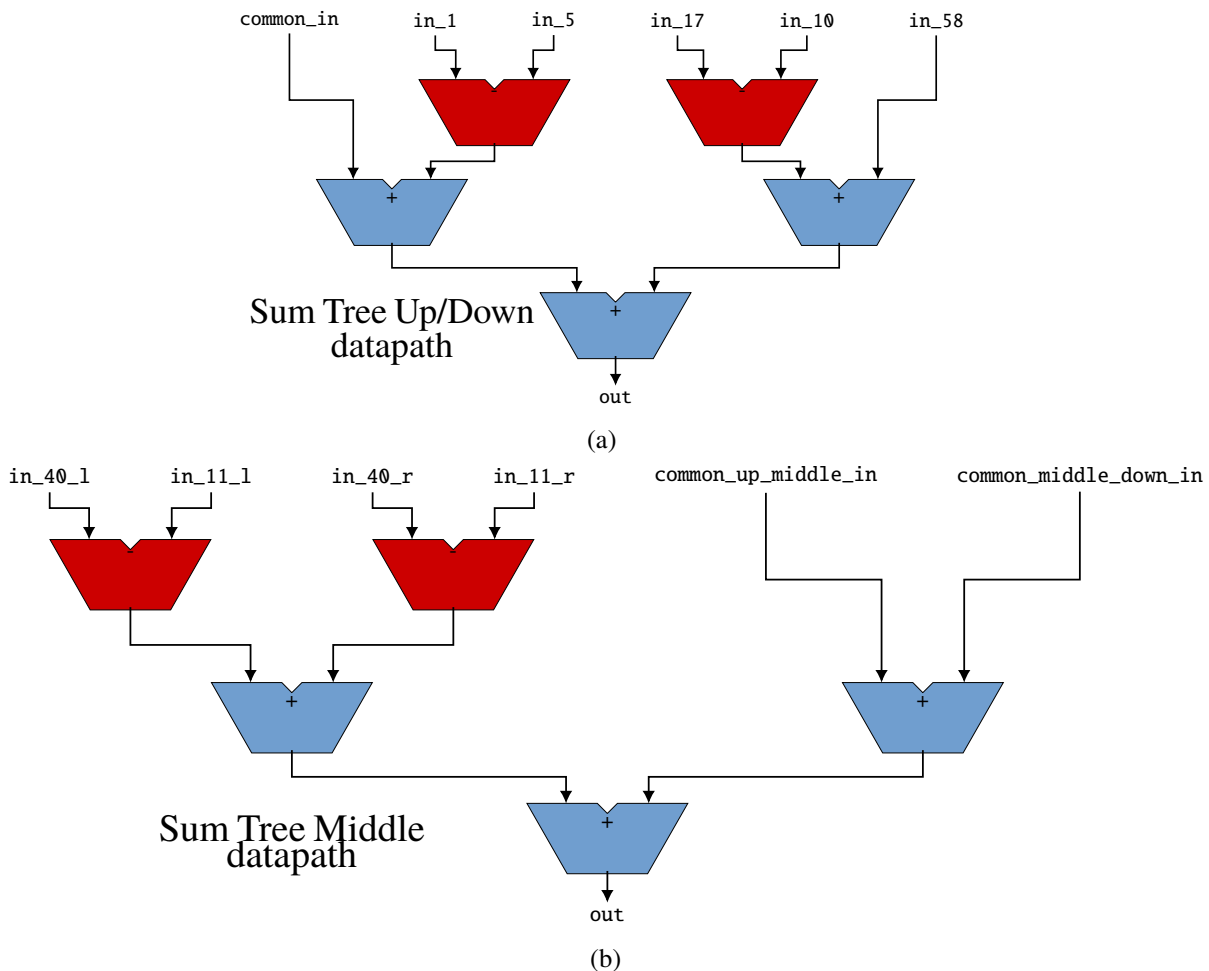 common_in in_1 in_5 in_17 in_10 in_58
- -
+ +
+
Sum Tree Up/Down
datapath
out
(a)
in_40_l in_11_l in_40_r in_11_r common_up_middle_in common_middle_down_in
- -
+ +
+
Sum Tree Middle
datapath
out
(b)